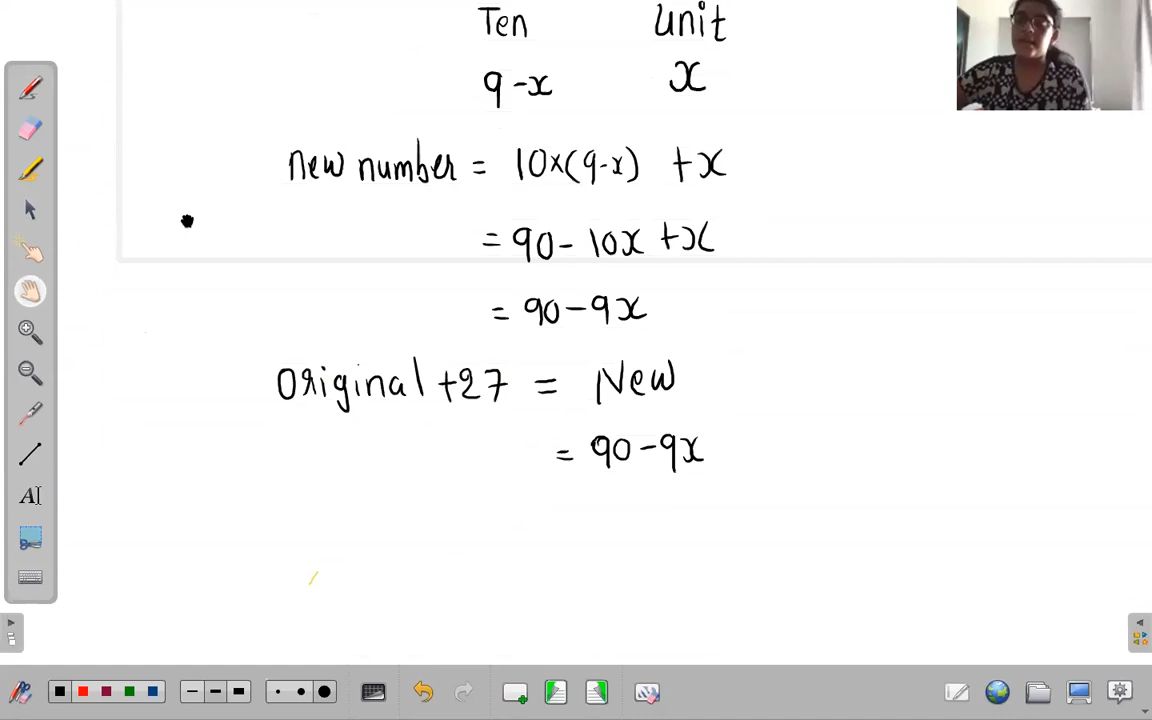 Ten Unit
9-x x
new number = 10×(9-x) +x
= 90- 10x +x
= 90-9x
Original +27 = New
= 90-9x